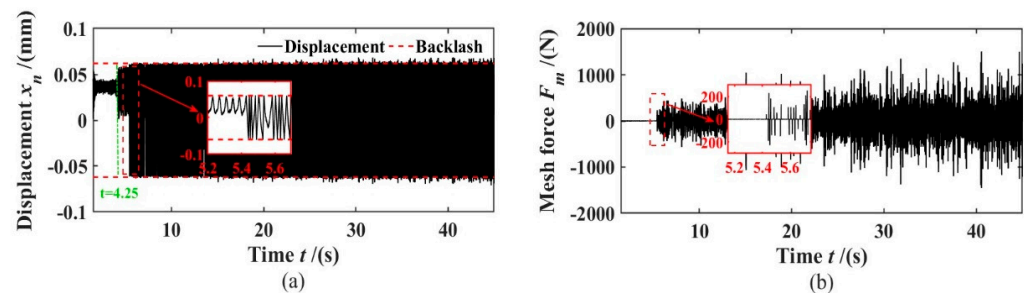 0.1
Displacement
Backlash
Displacement xn /(mm)
0.05
0
-0.05
0.1
0.1
0
-0.1
5.2 5.4 5.6
t=4.25
10 20 30 40
Time t /(s)
(a)
2000
1000
Mesh force Fm /(N)
0
-1000
-2000
200
0
-200
5.2 5.4 5.6
10 20 30 40
Time t /(s)
(b)